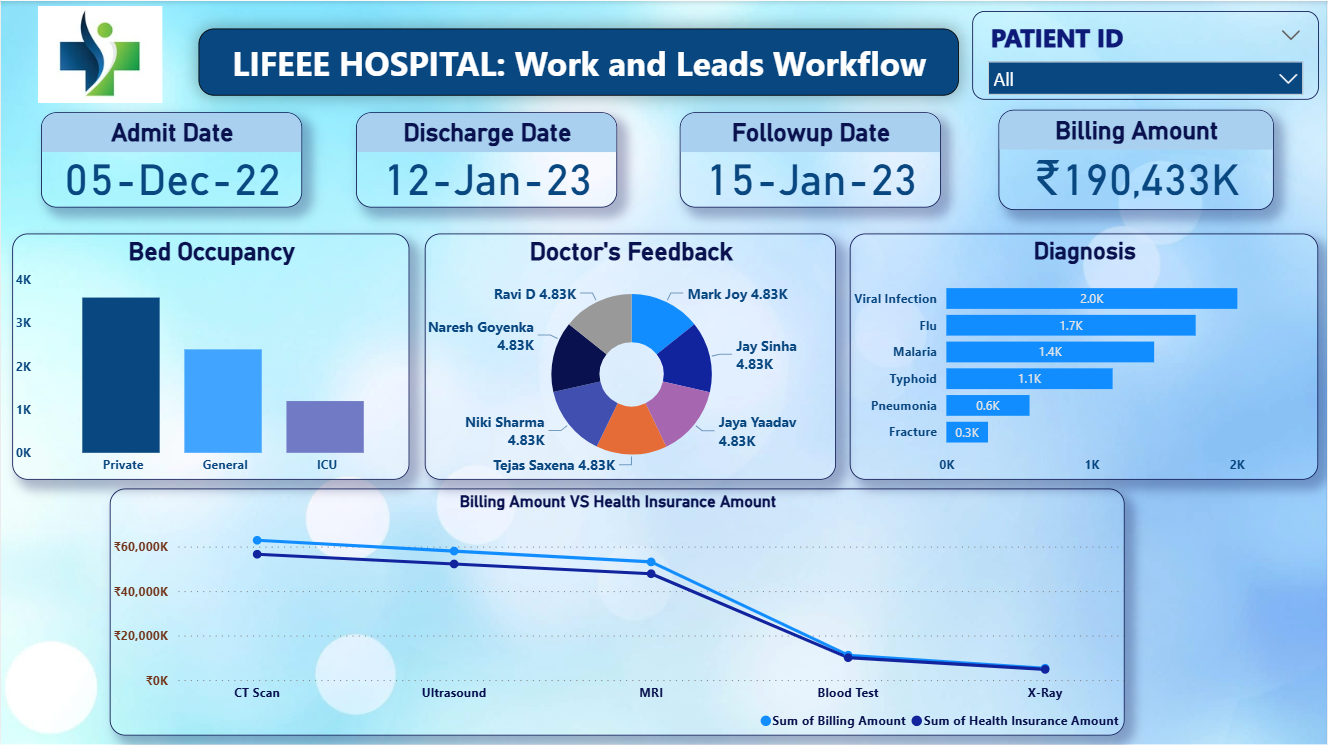 LIFEEE HOSPITAL: Work and Leads Workflow
PATIENT ID
All
Admit Date
05-Dec-22
Discharge Date
12-Jan-23
Followup Date
15-Jan-23
Billing Amount
₹190,433K
Bed Occupancy
4K
3K
2K
1K
0K
Private
General
ICU
Doctor's Feedback
Ravi D 4.83K
Mark Joy 4.83K
Naresh Goyenka
4.83K
Jay Sinha
4.83K
Niki Sharma
4.83K
Jaya Yaadav
4.83K
Tejas Saxena 4.83K
Diagnosis
Viral Infection
2.0K
Flu
1.7K
Malaria
1.4K
Typhoid
1.1K
Pneumonia
0.6K
Fracture
0.3K
0K
1K
2K
Billing Amount VS Health Insurance Amount
₹60,000K
₹40,000K
₹20,000K
₹0K
CT Scan
Ultrasound
MRI
Blood Test
X-Ray
Sum of Billing Amount
Sum of Health Insurance Amount